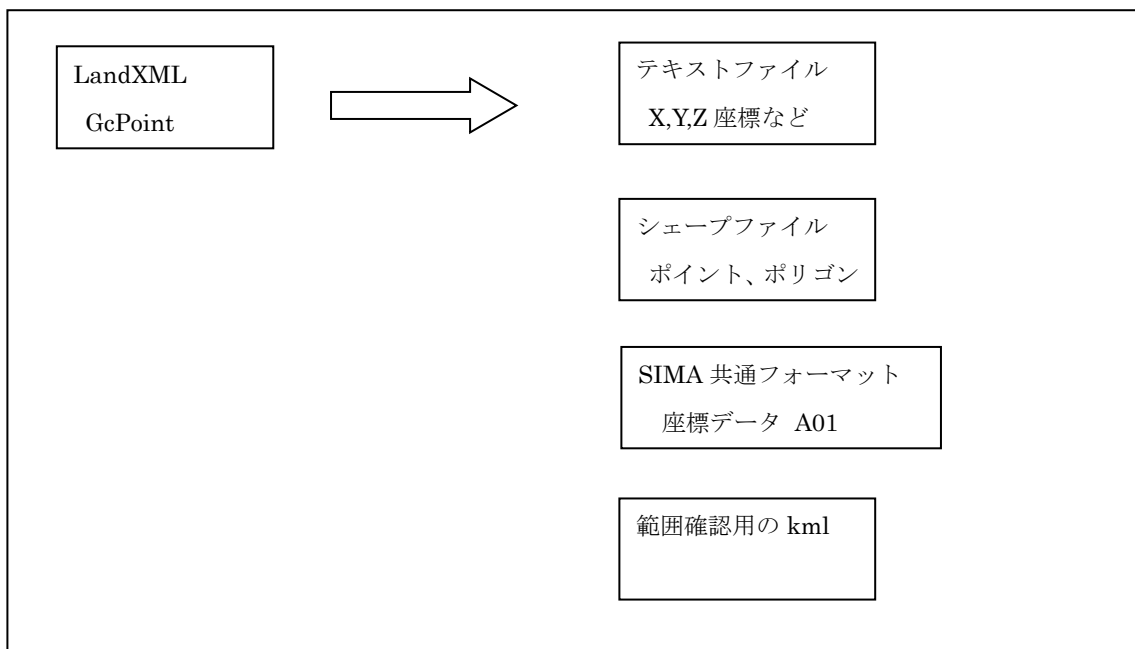 LandXML
GcPoint
テキストファイル
X,Y,Z 座標など
シェープファイル
ポイント、ポリゴン
SIMA 共通フォーマット
座標データ A01
範囲確認用の kml